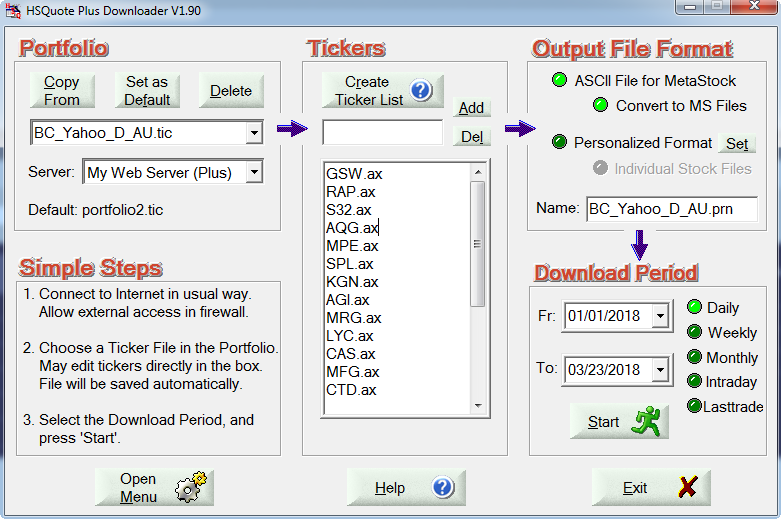 HSQuote Plus Downloader V1.90
Portfolio
Copy From
Set as Default
Delete
BC_Yahoo_D_AU.tic
Server:
My Web Server (Plus)
Default: portfolio2.tic
Simple Steps
1. Connect to Internet in usual way.
Allow external access in firewall.
2. Choose a Ticker File in the Portfolio.
May edit tickers directly in the box.
File will be saved automatically.
3. Select the Download Period, and
press 'Start'.
Open
Menu
Tickers
Create
Ticker List
?
Add
Del
GSW.ax
RAP.ax
S32.ax
AQG.ax
MPE.ax
SPL.ax
KGN.ax
AGI.ax
MRG.ax
LYC.ax
CAS.ax
MFG.ax
CTD.ax
Help ?
Output File Format
ASCII File for MetaStock
Convert to MS Files
Personalized Format
Set
Individual Stock Files
Name:
BC_Yahoo_D_AU.prn
Download Period
Fr:
01/01/2018
To:
03/23/2018
Daily
Weekly
Monthly
Intraday
Lasttrade
Start
Exit